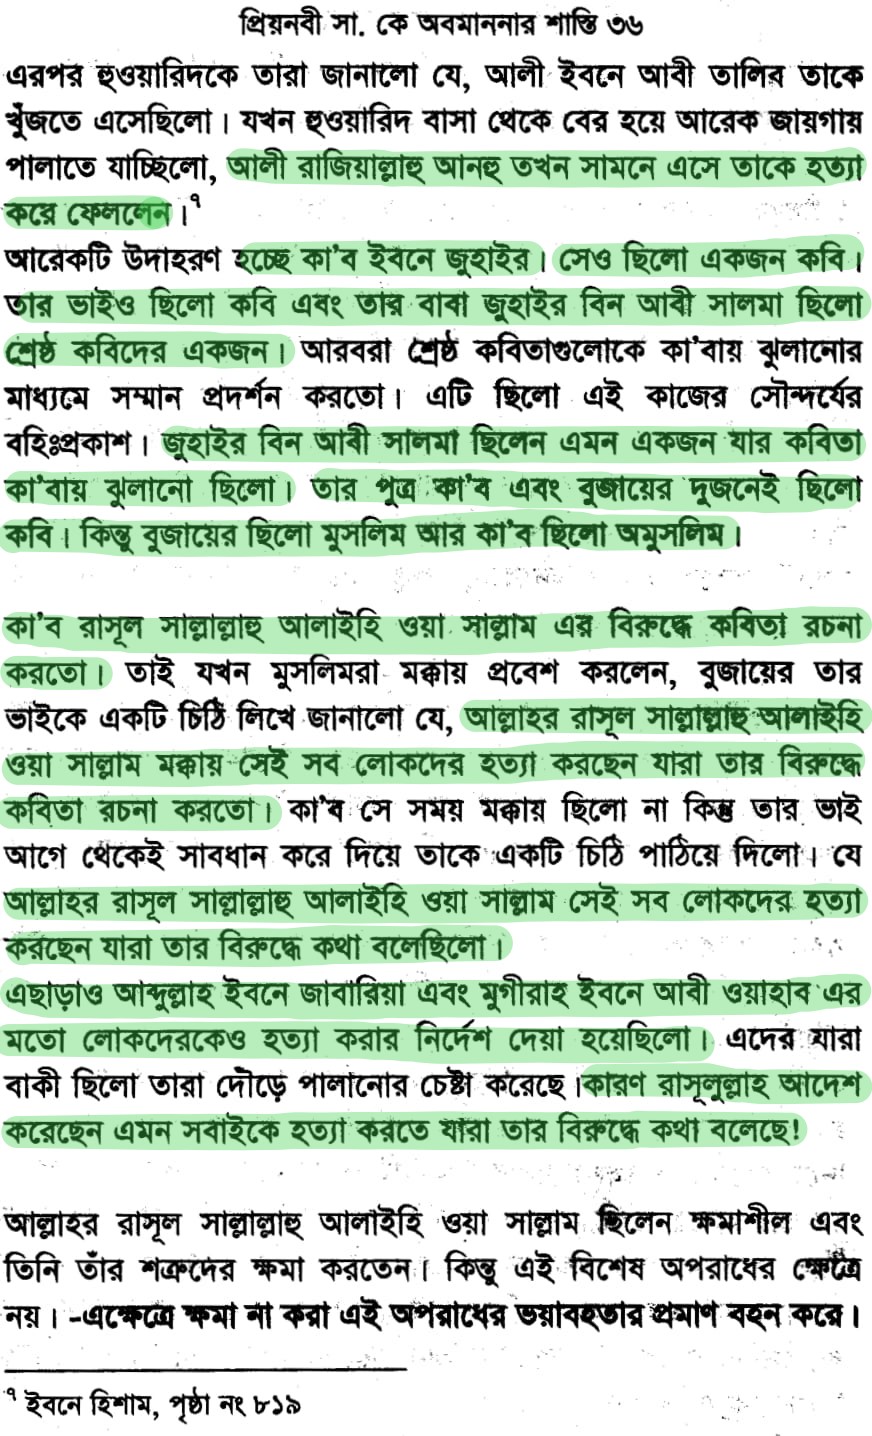 প্রিয়নবী সা. কে অবমাননার শাস্তি ৩৬
এরপর হুওয়ারিদকে তারা জানালো যে, আলী ইবনে আবী তালির তাকে
খুঁজতে এসেছিলো। যখন হুওয়ারিদ বাসা থেকে বের হয়ে আরেক জায়গায়
পালাতে যাচ্ছিলো, আলী রাজিয়াল্লাহু আনহু তখন সামনে এসে তাকে হত্যা
করে ফেললেন।৭
আরেকটি উদাহরণ হচ্ছে কা'ব ইবনে জুহাইর। সেও ছিলো একজন কবি।
তার ভাইও ছিলো কবি এবং তার বাবা জুহাইর বিন আবী সালমা ছিলো
শ্রেষ্ঠ কবিদের একজন। আরবরা শ্রেষ্ঠ কবিতাগুলোকে কা'বায় ঝুলানোর
মাধ্যমে সম্মান প্রদর্শন করতো। এটি ছিলো এই কাজের সৌন্দর্যের
বহিঃপ্রকাশ। জুহাইর বিন আবী সালমা ছিলেন এমন একজন যার কবিতা
কা'বায় ঝুলানো ছিলো। তার পুত্র কা'ব এবং বুজায়ের দুজনেই ছিলো
কবি। কিন্তু বুজায়ের ছিলো মুসলিম আর কা'ব ছিলো অমুসলিম।
কা'ব রাসূল সাল্লাল্লাহু আলাইহি ওয়া সাল্লাম এর বিরুদ্ধে কবিতা রচনা
করতো। তাই যখন মুসলিমরা মক্কায় প্রবেশ করলেন, বুজায়ের তার
ভাইকে একটি চিঠি লিখে জানালো যে, আল্লাহর রাসূল সাল্লাল্লাহু আলাইহি
ওয়া সাল্লাম মক্কায় সেই সব লোকদের হত্যা করছেন যারা তার বিরুদ্ধে
কবিতা রচনা করতো। কা'ব সে সময় মক্কায় ছিলো না কিন্তু তার ভাই
আগে থেকেই সাবধান করে দিয়ে তাকে একটি চিঠি পাঠিয়ে দিলো। যে
আল্লাহর রাসূল সাল্লাল্লাহু আলাইহি ওয়া সাল্লাম সেই সব লোকদের হত্যা
করছেন যারা তার বিরুদ্ধে কথা বলেছিলো।
এছাড়াও আব্দুল্লাহ ইবনে জাবারিয়া এবং মুগীরাহ ইবনে আবী ওয়াহাব এর
মতো লোকদেরকেও হত্যা করার নির্দেশ দেয়া হয়েছিলো। এদের যারা
বাকী ছিলো তারা দৌড়ে পালানোর চেষ্টা করেছে। কারণ রাসূলুল্লাহ আদেশ
করেছেন এমন সবাইকে হত্যা করতে যারা তার বিরুদ্ধে কথা বলেছে!
আল্লাহর রাসূল সাল্লাল্লাহু আলাইহি ওয়া সাল্লাম ছিলেন ক্ষমাশীল এবং
তিনি তাঁর শত্রুদের ক্ষমা করতেন। কিন্তু এই বিশেষ অপরাধের ক্ষেত্রে
নয়। -এক্ষেত্রে ক্ষমা না করা এই অপরাধের ভয়াবহতার প্রমাণ বহন করে।
৭ ইবনে হিশাম, পৃষ্ঠা নং ৮১৯